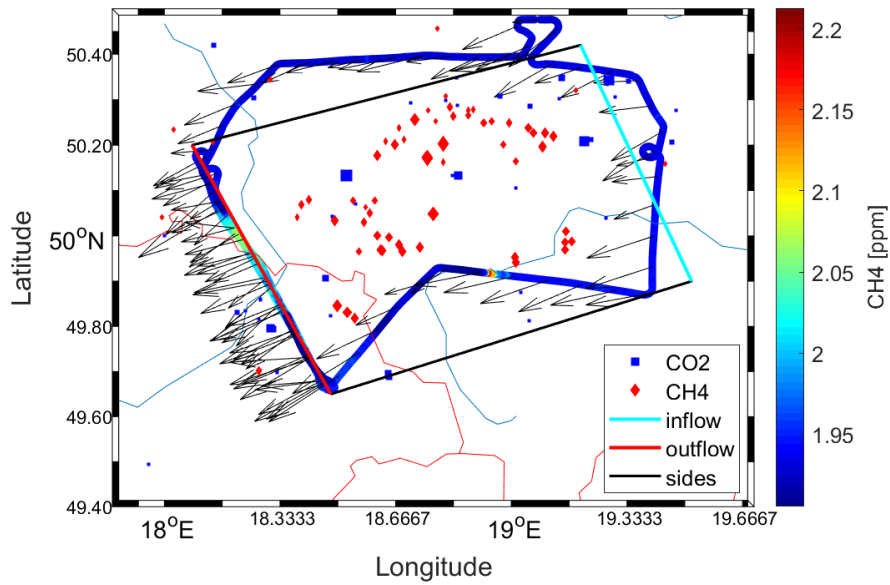 50.40
50.20
50°N
49.80
49.60
49.40
Latitude
18°E
18.3333
18.6667
19°E
19.3333
19.6667
Longitude
CO2
CH4
inflow
outflow
sides
2.2
2.15
2.1
2.05
2
1.95
CH4 [ppm]